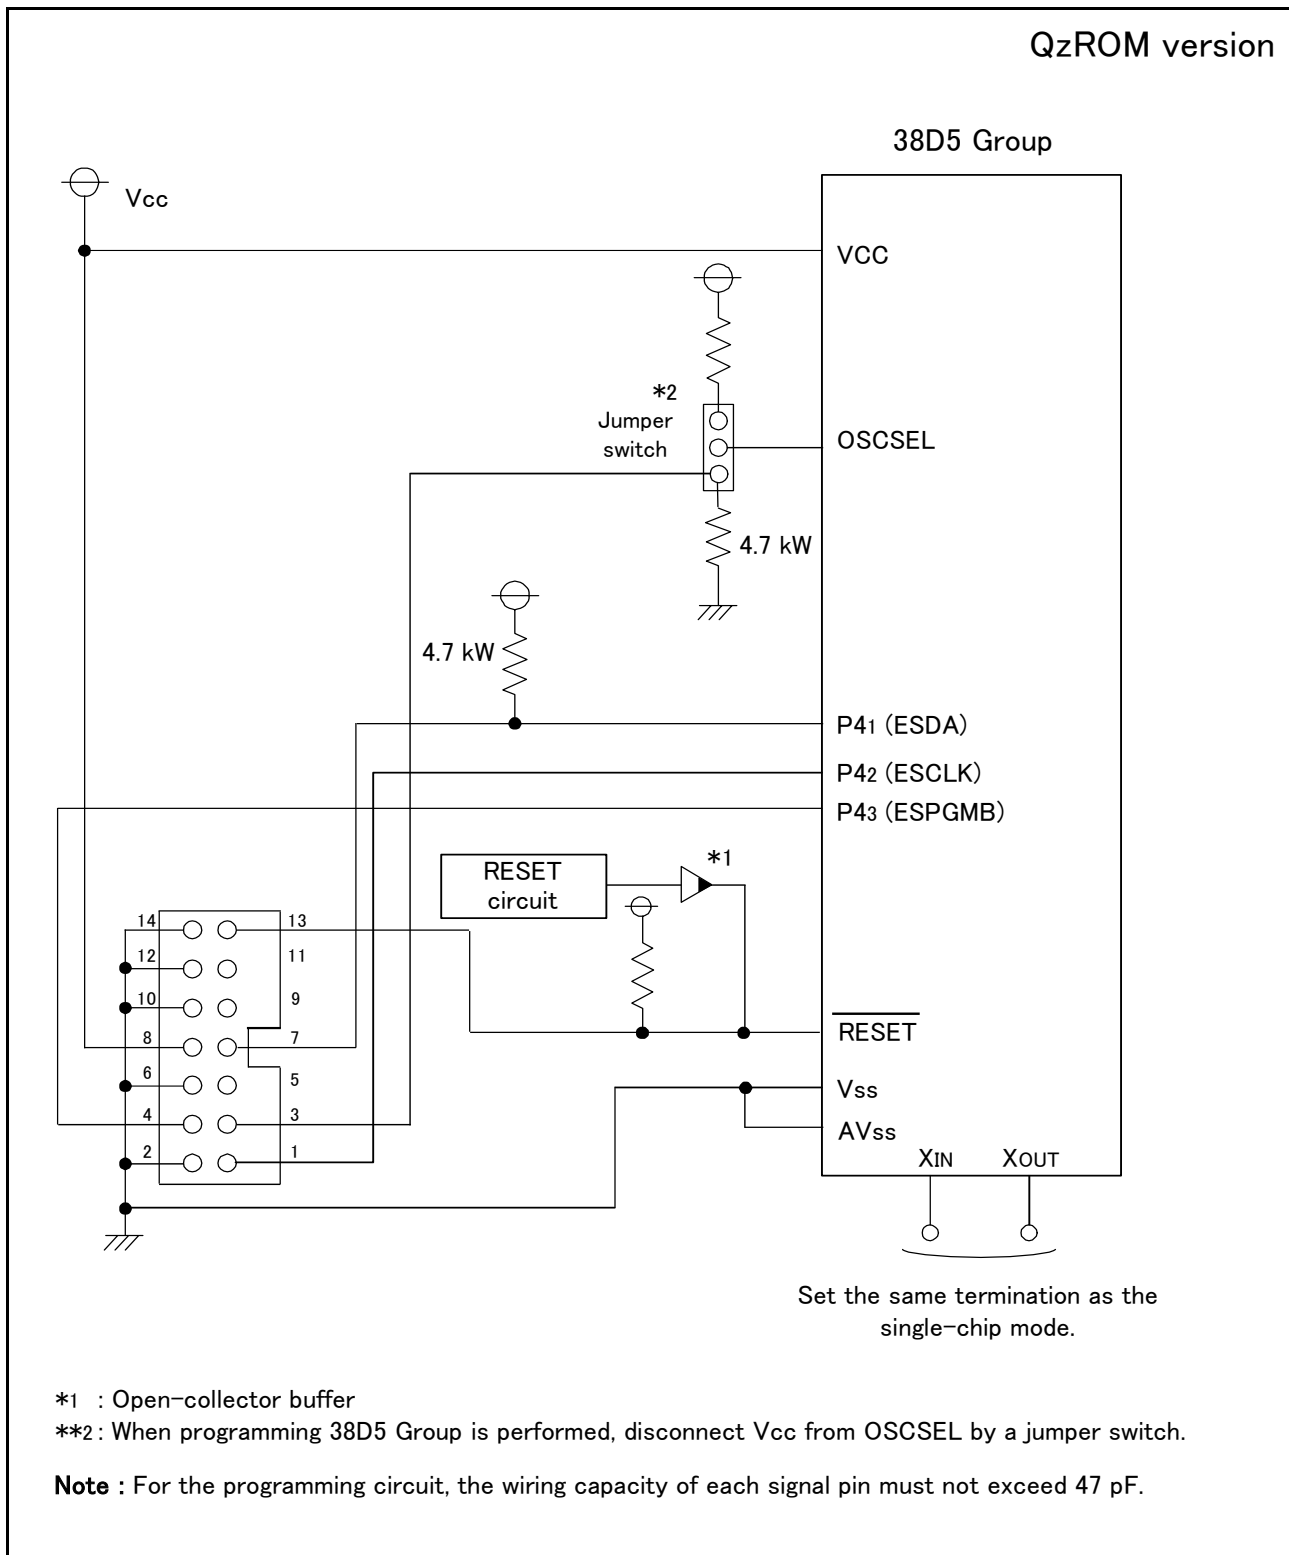 QzROM version
38D5 Group
Vcc
VCC
*2
Jumper
switch
OSCSEL
4.7 kW
4.7 kW
P41 (ESDA)
P42 (ESCLK)
P43 (ESPGMB)
RESET
circuit
*1
14 13
12 11
10 9
8 7
6 5
4 3
2 1
RESET
Vss
AVss
XIN XOUT
Set the same termination as the
single-chip mode.
*1 : Open-collector buffer
**2 : When programming 38D5 Group is performed, disconnect Vcc from OSCSEL by a jumper switch.
Note : For the programming circuit, the wiring capacity of each signal pin must not exceed 47 pF.